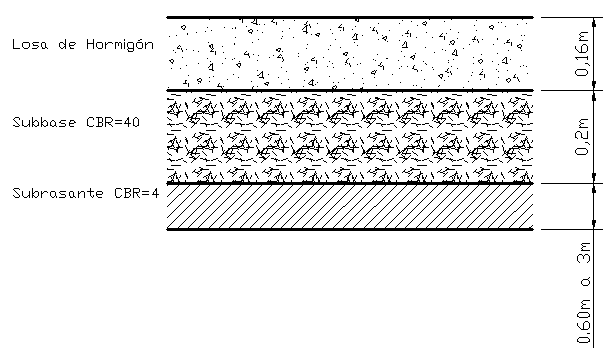 Losa de Hormigón
0,16m
Subbase CBR=40
0,2m
Subrasante CBR=4
0.60m a 3m